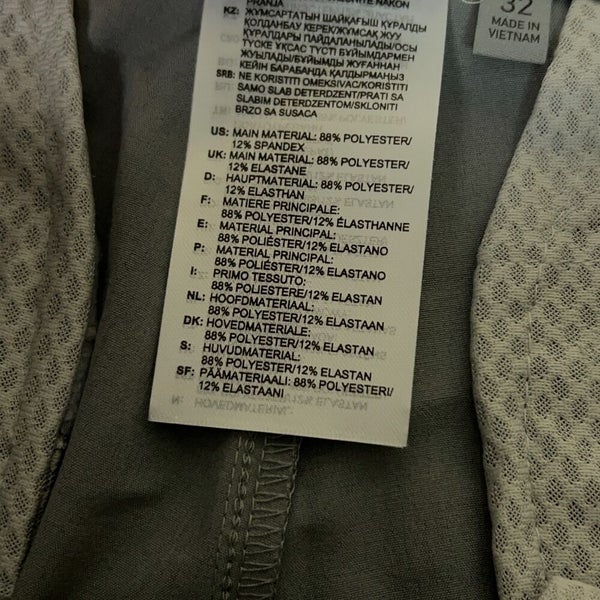 PRANJA
KZ: ЖУМСАРТАТЫН ШАЙҚАҒЫШ ҚҰРАЛДЫ
ҚОЛДАНБАУ КЕРЕК/ЖҰМСАҚ ЖУУ
ҚҰРАЛДАРЫ ПАЙДАЛАНЫЛАДЫ/ОСЫ
ТҮСКЕ ҰҚСАС ТҮСТІ БҰЙЫМДАРМЕН
ЖУЫЛАДЫ/БҰЙЫМДЫ ЖУҒАННАН
КЕЙІН БАРАБАНДА ҚАЛДЫРМАҢЫЗ
SRB: NE KORISTITI OMEKSIVAC/KORISTITI
SAMO SLAB DETERDZENT/PRATI SA
SLABIM DETERDZENTOM/SKLONITI
BRZO SA SUSACA
US: MAIN MATERIAL: 88% POLYESTER/
12% SPANDEX
UK: MAIN MATERIAL: 88% POLYESTER/
12% ELASTANE
D: HAUPTMATERIAL: 88% POLYESTER/
12% ELASTHAN
F: MATIERE PRINCIPALE:
88% POLYESTER/12% ÉLASTHANNE
E: MATERIAL PRINCIPAL:
88% POLIÉSTER/12% ELASTANO
P: MATERIAL PRINCIPAL:
88% POLIÉSTER/12% ELASTANO
I: PRIMO TESSUTO:
88% POLIESTERE/12% ELASTAN
NL: HOOFDMATERIAAL:
88% POLYESTER/12% ELASTAAN
DK: HOVEDMATERIALE:
88% POLYESTER/12% ELASTAN
S: HUVUDMATERIAL:
88% POLYESTER/12% ELASTAN
SF: PÄÄMATERIAALI: 88% POLYESTERI/
12% ELASTAANI
32
MADE IN
VIETNAM